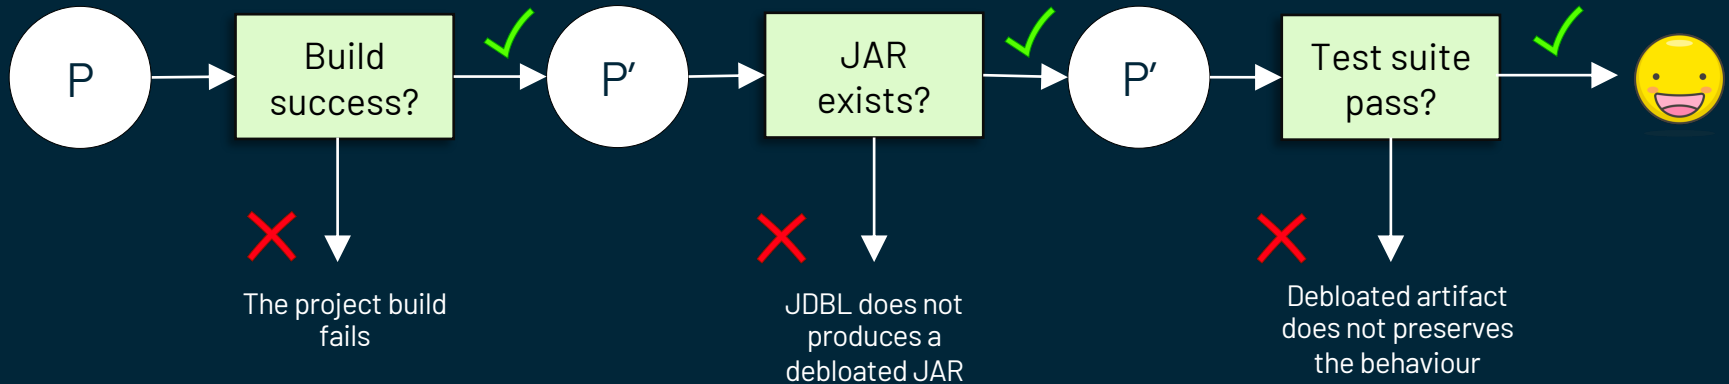 P
Build
success?
P′
JAR
exists?
P′
Test suite
pass?
The project build
fails
JDBL does not
produces a
debloated JAR
Debloated artifact
does not preserves
the behaviour